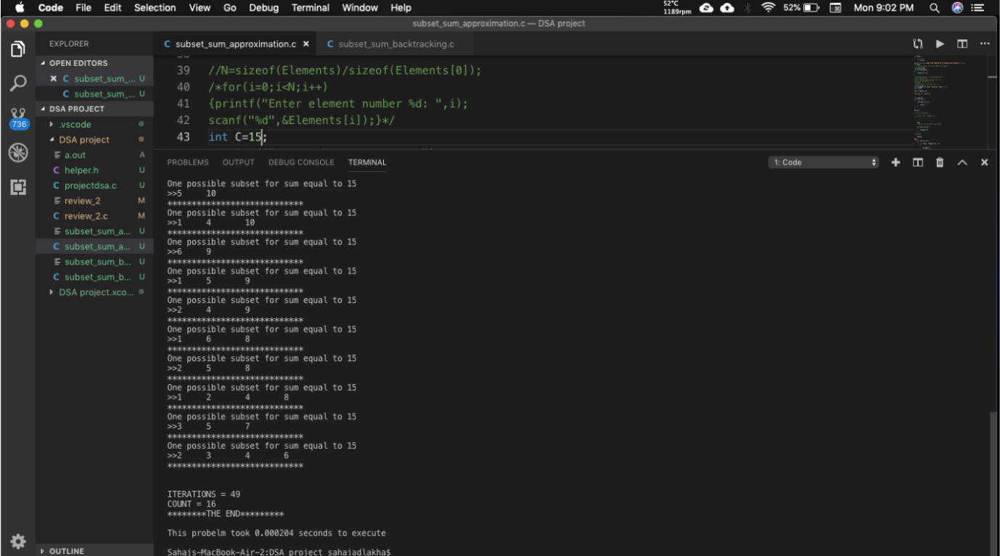 Code File Edit Selection View Go Debug Terminal Window Help 52°C 1189rpm 52% Mon 9:02 PM
subset_sum_approximation.c — DSA project
EXPLORER
OPEN EDITORS
C subset_sum_... U
C subset_sum_... U
DSA PROJECT
736
.vscode
DSA project
a.out A
C helper.h U
C projectdsa.c U
review_2 M
C review_2.c M
subset_sum_a... U
C subset_sum_a... U
subset_sum_b... U
C subset_sum_b... U
DSA project.xco...
OUTLINE
C subset_sum_approximation.c × C subset_sum_backtracking.c
39 //N=sizeof(Elements)/sizeof(Elements[0]);
40 /*for(i=0;i<N;i++)
41 {printf("Enter element number %d: ",i);
42 scanf("%d",&Elements[i]);}*/
43 int C=15;
PROBLEMS OUTPUT DEBUG CONSOLE TERMINAL 1: Code
One possible subset for sum equal to 15
>>5 10
****************************
One possible subset for sum equal to 15
>>1 4 10
****************************
One possible subset for sum equal to 15
>>6 9
****************************
One possible subset for sum equal to 15
>>1 5 9
****************************
One possible subset for sum equal to 15
>>2 4 9
****************************
One possible subset for sum equal to 15
>>1 6 8
****************************
One possible subset for sum equal to 15
>>2 5 8
****************************
One possible subset for sum equal to 15
>>1 2 4 8
****************************
One possible subset for sum equal to 15
>>3 5 7
****************************
One possible subset for sum equal to 15
>>2 3 4 6
****************************
ITERATIONS = 49
COUNT = 16
********THE END*********
This probelm took 0.000204 seconds to execute
Sahajs-MacBook-Air-2:DSA project sahajadlakha$